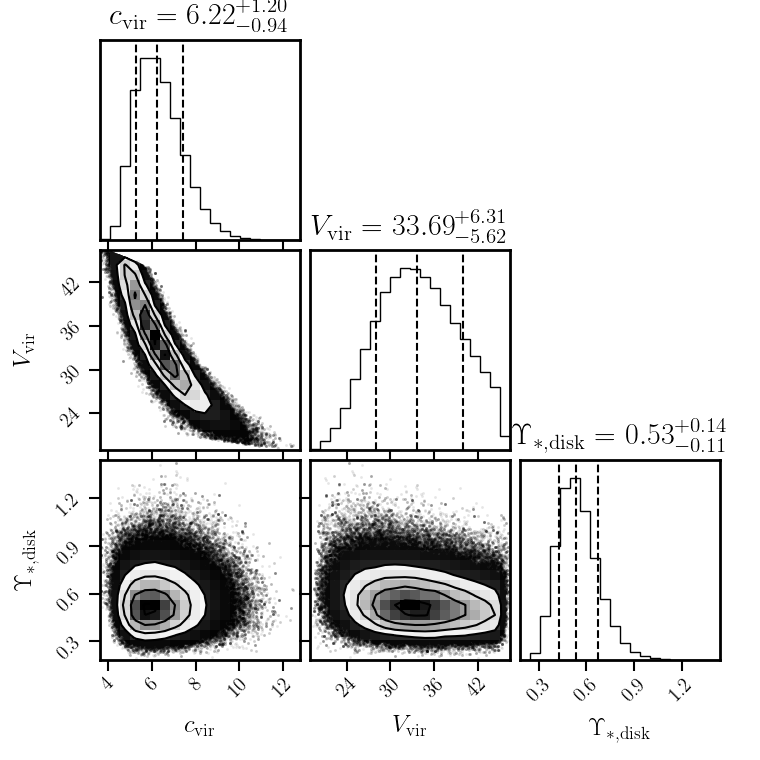 c_vir = 6.22^{+1.20}_{-0.94}
V_vir = 33.69^{+6.31}_{-5.62}
V_vir
42
36
30
24
Υ_{*,disk} = 0.53^{+0.14}_{-0.11}
Υ_{*,disk}
1.2
0.9
0.6
0.3
4 6 8 10 12
24 30 36 42
0.3 0.6 0.9 1.2
c_vir
V_vir
Υ_{*,disk}